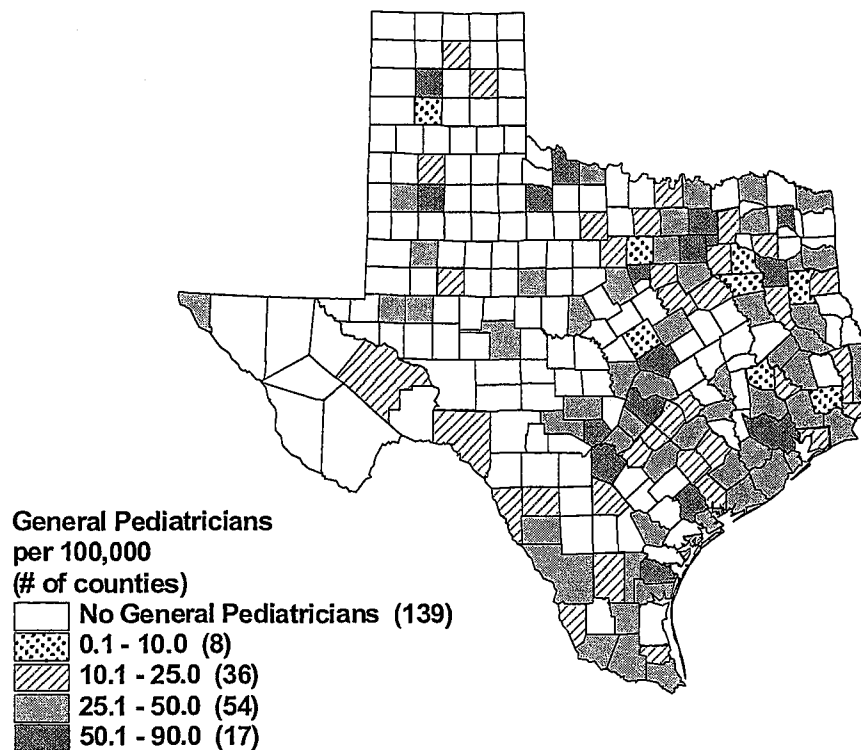 General Pediatricians
per 100,000
(# of counties)
No General Pediatricians (139)
0.1 - 10.0 (8)
10.1 - 25.0 (36)
25.1 - 50.0 (54)
50.1 - 90.0 (17)